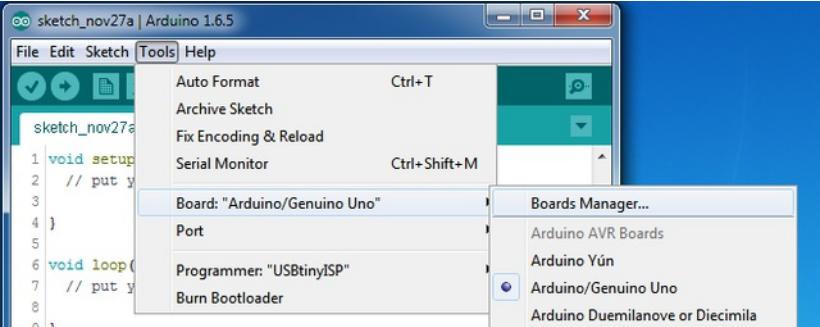 sketch_nov27a | Arduino 1.6.5
File Edit Sketch Tools Help
Auto Format Ctrl+T
Archive Sketch
sketch_nov27a
Fix Encoding & Reload
1 void setup
Serial Monitor Ctrl+Shift+M
2 // put y
3
Board: "Arduino/Genuino Uno"
Boards Manager...
4 }
Port
Arduino AVR Boards
5
6 void loop(
Programmer: "USBtinyISP"
Arduino Yún
7 // put y
Arduino/Genuino Uno
8
Burn Bootloader
Arduino Duemilanove or Diecimila